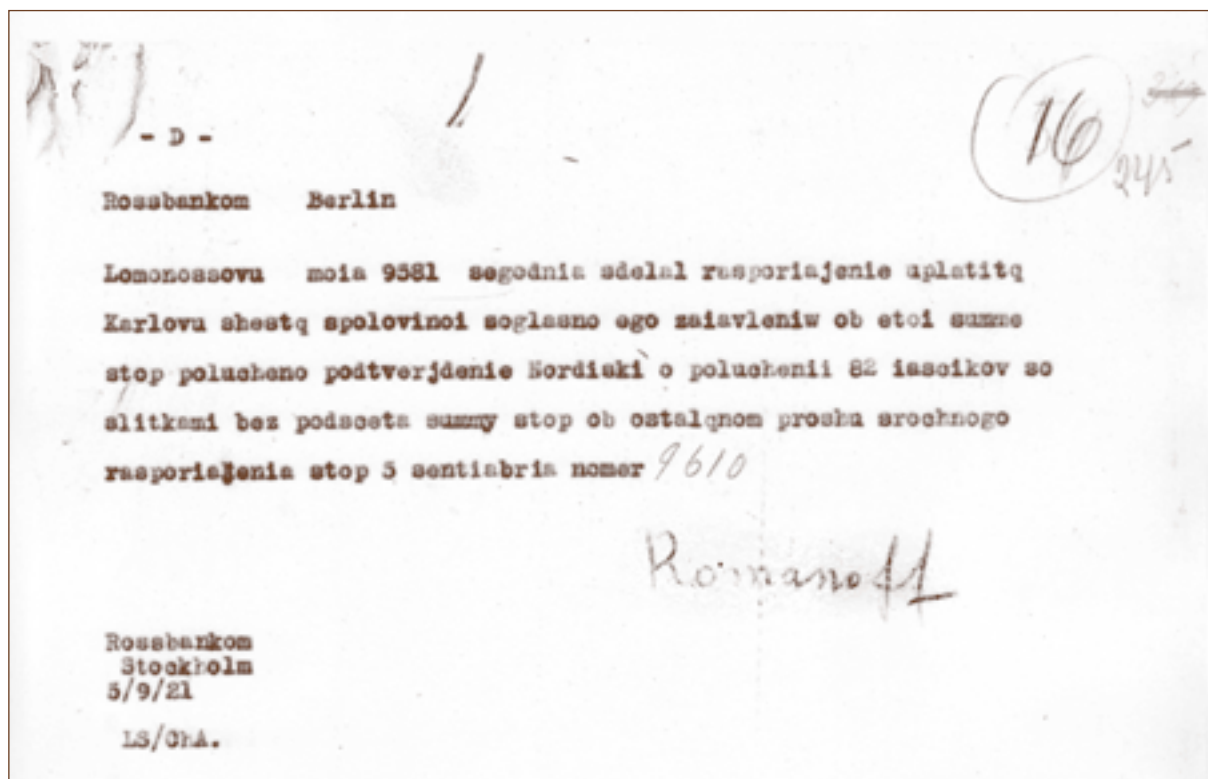 16
245
- D -
Rossbankom Berlin
Lomonossovu moia 9581 segodnia sdelal rasporiajenie uplatitq
Karlovu shestq spolovinoi soglasno ego zaiavleniw ob etoi summe
stop polucheno podtverjdenie Nordiski o poluchenii 82 iascikov so
slitkami bez podsceta summy stop ob ostalqnom proshu srochnogo
rasporiajenia stop 5 sentiabria nomer 9610
Romanoff
Rossbankom
Stockholm
5/9/21
LS/ChA.